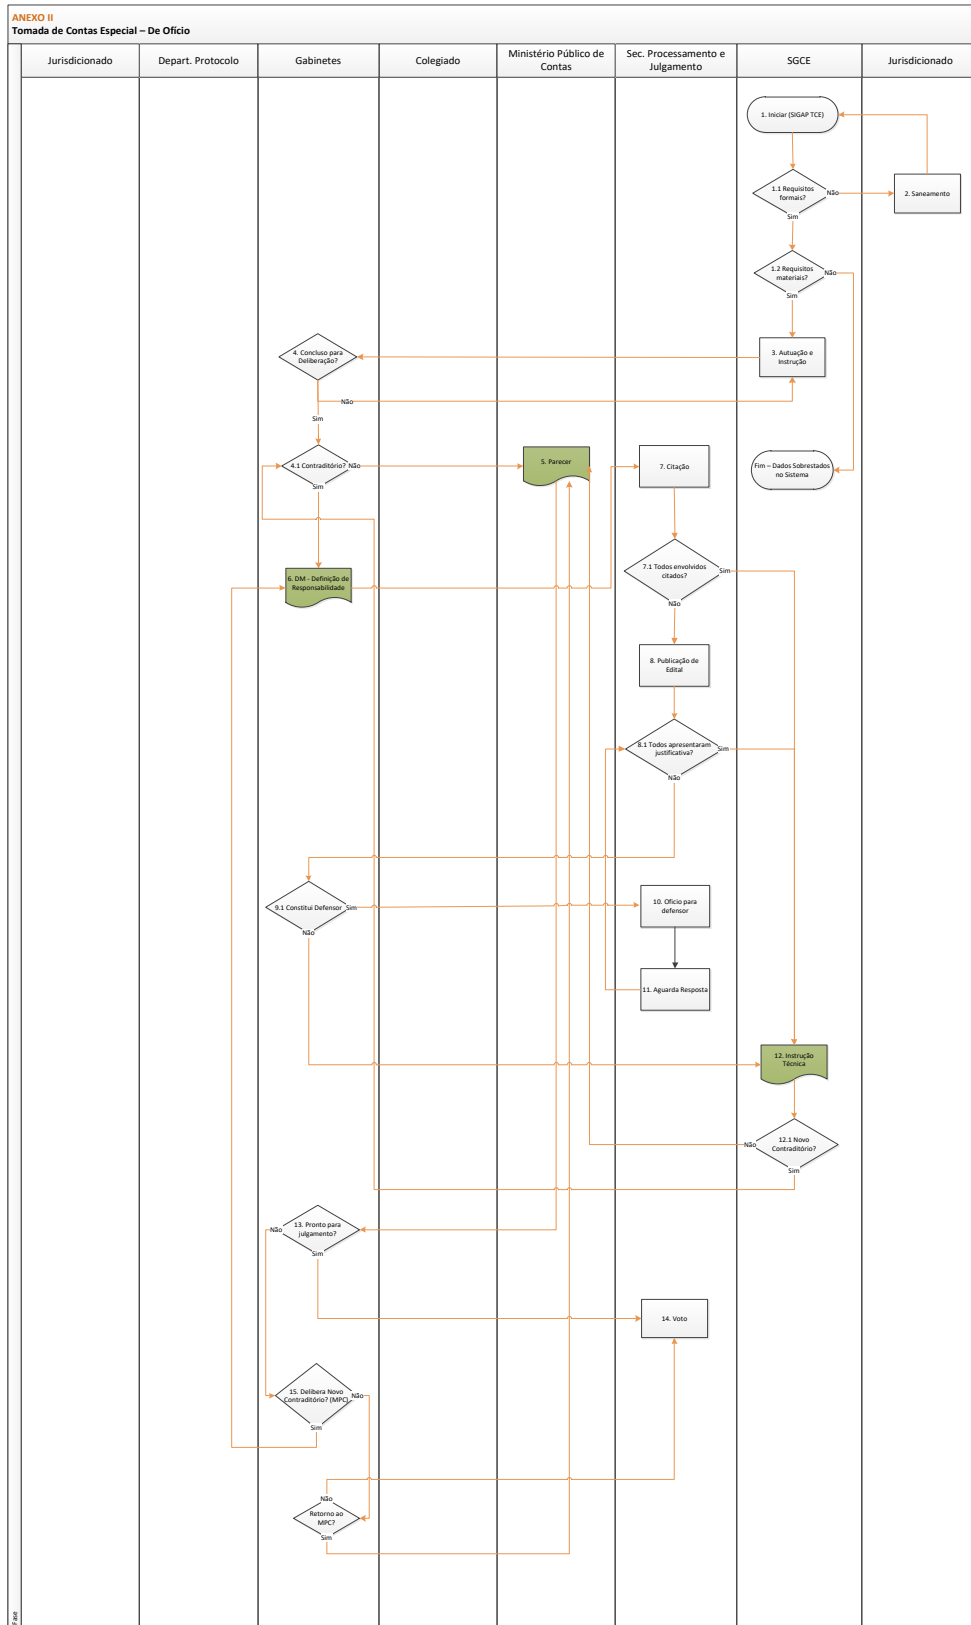 ANEXO II
Tomada de Contas Especial – De Ofício
Jurisdicionado
Depart. Protocolo
Gabinetes
Colegiado
Ministério Público de
Contas
Sec. Processamento e
Julgamento
SGCE
Jurisdicionado
1. Iniciar (SIGAP TCE)
1.1 Requisitos
formais?
Não
Sim
2. Saneamento
1.2 Requisitos
materiais?
Não
Sim
3. Autuação e
Instrução
4. Concluso para
Deliberação?
Não
Sim
4.1 Contraditório?
Não
Sim
5. Parecer
7. Citação
Fim – Dados Sobrestados
no Sistema
6. DM - Definição de
Responsabilidade
7.1 Todos envolvidos
citados?
Sim
Não
8. Publicação de
Edital
8.1 Todos apresentaram
justificativa?
Sim
Não
9.1 Constitui Defensor
Sim
Não
10. Ofício para
defensor
11. Aguarda Resposta
12. Instrução
Técnica
12.1 Novo
Contraditório?
Não
Sim
13. Pronto para
julgamento?
Não
Sim
14. Voto
15. Delibera Novo
Contraditório? (MPC)
Não
Sim
Não
Retorno ao
MPC?
Sim
Fase